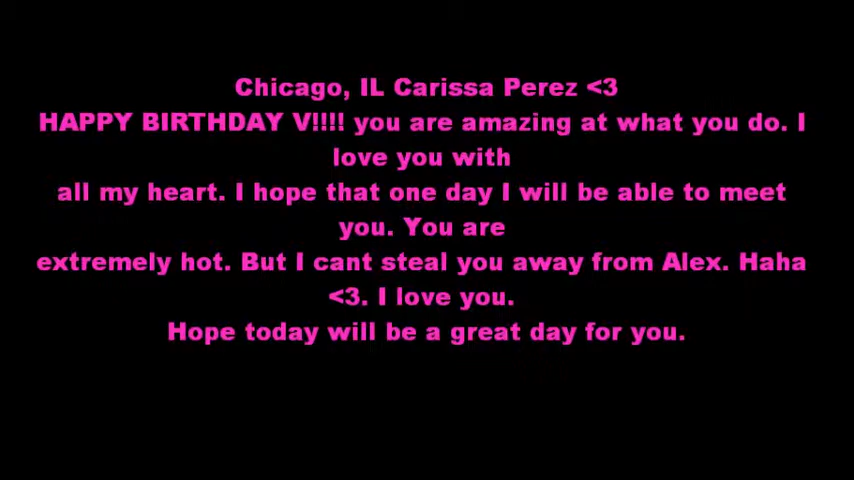 Chicago, IL Carissa Perez <3
HAPPY BIRTHDAY V!!!! you are amazing at what you do. I
love you with
all my heart. I hope that one day I will be able to meet
you. You are
extremely hot. But I cant steal you away from Alex. Haha
<3. I love you.
Hope today will be a great day for you.